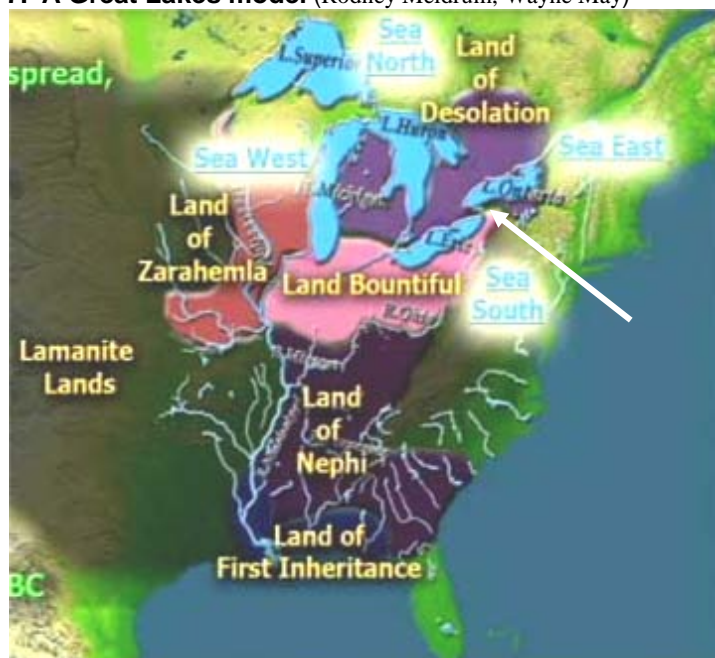 A Great Lakes Model (Rodney Meldrum, Wayne May)
Sea
North
L.Superior
Land
of
Desolation
spread,
L.Huron
Sea West
Sea East
L.Michigan
L.Ontario
Land
of
Zarahemla
L.Erie
Land Bountiful
Sea
South
R.Ohio
Lamanite
Lands
Land
of
Nephi
Land of
First Inheritance
BC